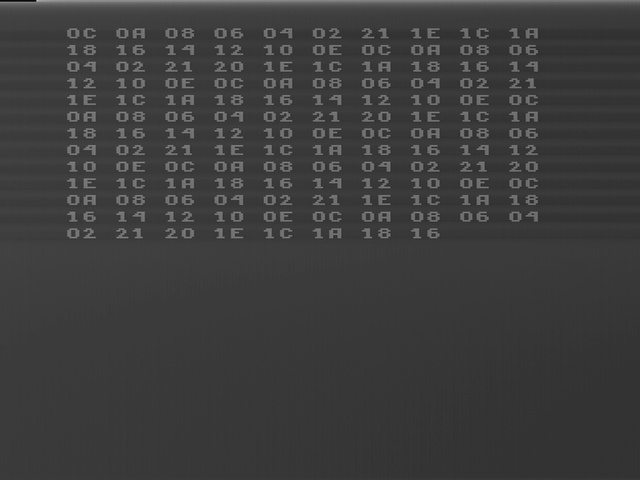 0C 0A 08 06 04 02 21 1E 1C 1A
18 16 14 12 10 0E 0C 0A 08 06
04 02 21 20 1E 1C 1A 18 16 14
12 10 0E 0C 0A 08 06 04 02 21
1E 1C 1A 18 16 14 12 10 0E 0C
0A 08 06 04 02 21 20 1E 1C 1A
18 16 14 12 10 0E 0C 0A 08 06
04 02 21 1E 1C 1A 18 16 14 12
10 0E 0C 0A 08 06 04 02 21 20
1E 1C 1A 18 16 14 12 10 0E 0C
0A 08 06 04 02 21 1E 1C 1A 18
16 14 12 10 0E 0C 0A 08 06 04
02 21 20 1E 1C 1A 18 16